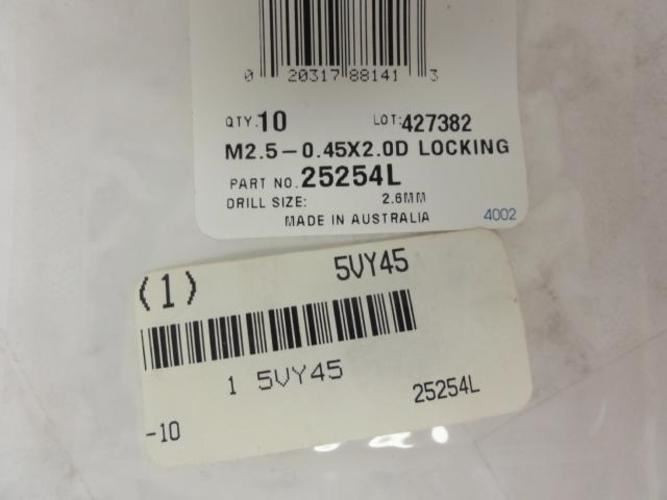 0 20317 88141 3
QTY. 10 LOT: 427382
M2.5-0.45X2.0D LOCKING
PART NO. 25254L
DRILL SIZE: 2.6MM
MADE IN AUSTRALIA 4002
(1) 5VY45
1 5VY45
25254L
-10